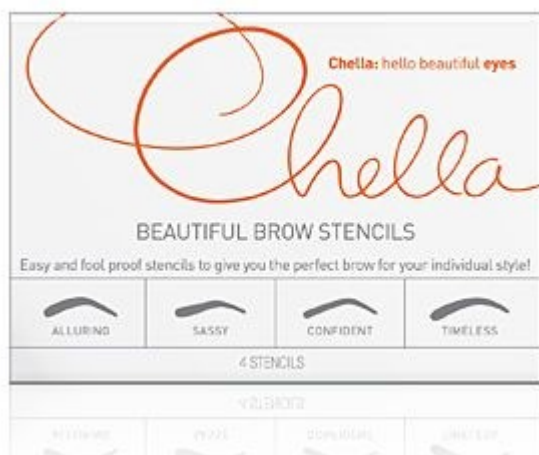 Chella: hello beautiful eyes
Chella
BEAUTIFUL BROW STENCILS
Easy and fool proof stencils to give you the perfect brow for your individual style!
ALLURING SASSY CONFIDENT TIMELESS
4 STENCILS